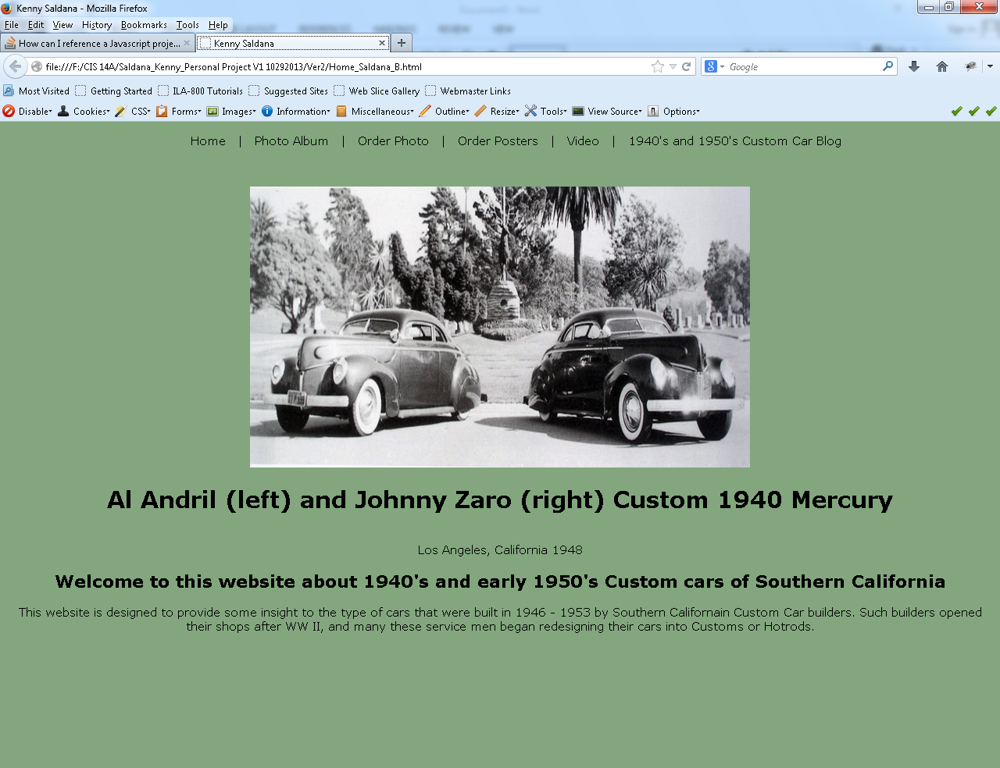 Kenny Saldana - Mozilla Firefox
File Edit View History Bookmarks Tools Help
How can I reference a Javascript proje... Kenny Saldana
file:///F:/CIS 14A/Saldana_Kenny_Personal Project V1 10292013/Ver2/Home_Saldana_B.html Google
Most Visited Getting Started ILA-800 Tutorials Suggested Sites Web Slice Gallery Webmaster Links
Disable Cookies CSS Forms Images Information Miscellaneous Outline Resize Tools View Source Options
Home | Photo Album | Order Photo | Order Posters | Video | 1940's and 1950's Custom Car Blog
Al Andril (left) and Johnny Zaro (right) Custom 1940 Mercury
Los Angeles, California 1948
Welcome to this website about 1940's and early 1950's Custom cars of Southern California
This website is designed to provide some insight to the type of cars that were built in 1946 - 1953 by Southern Californain Custom Car builders. Such builders opened
their shops after WW II, and many these service men began redesigning their cars into Customs or Hotrods.